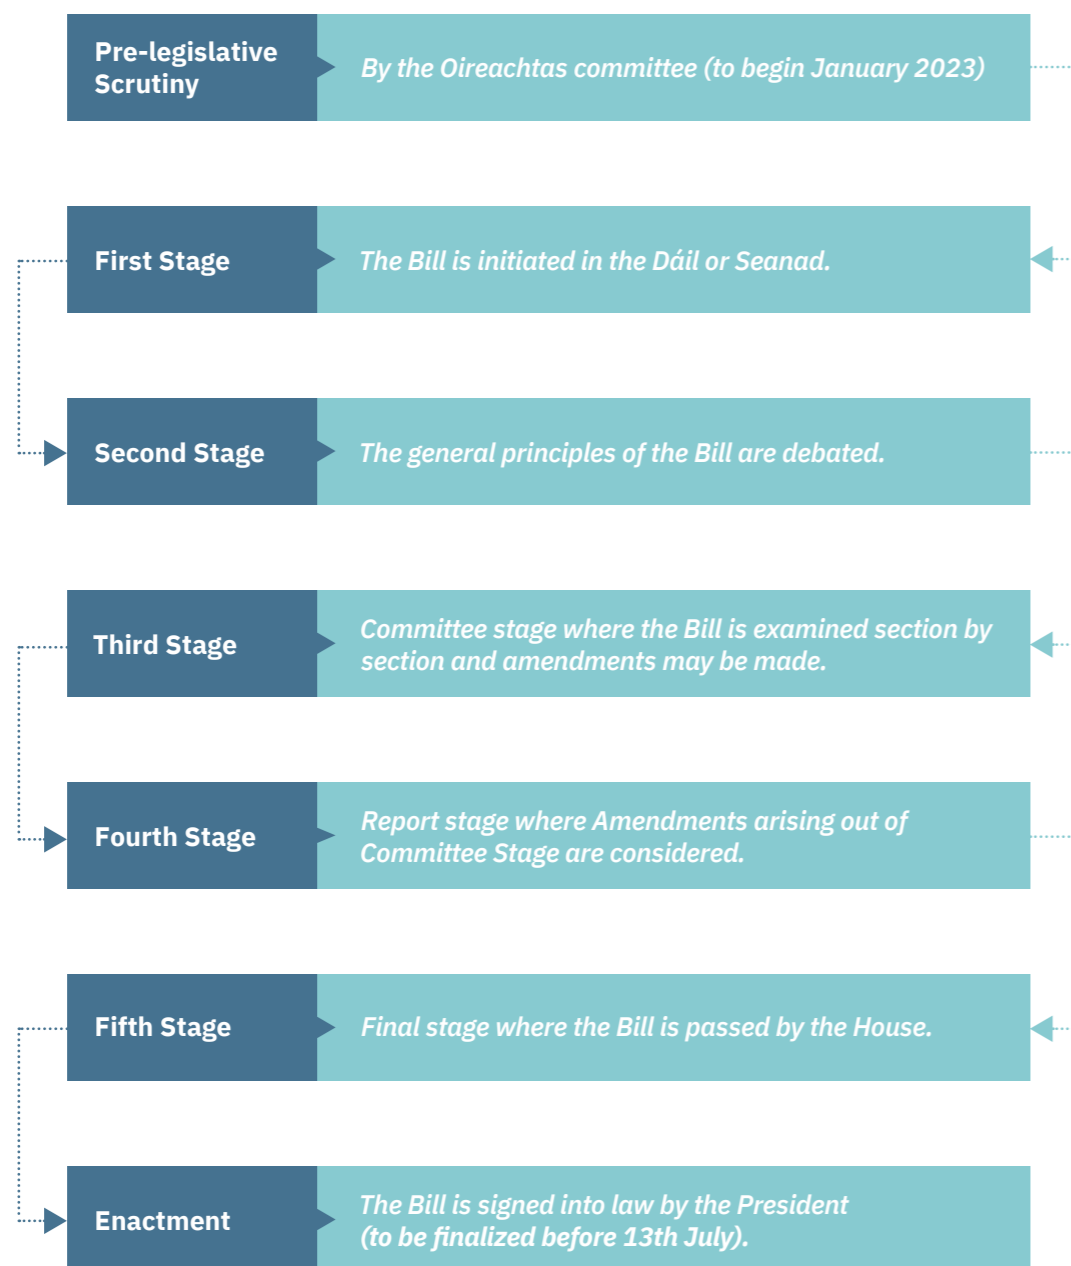 Pre-legislative
Scrutiny
By the Oireachtas committee (to begin January 2023)
First Stage
The Bill is initiated in the Dáil or Seanad.
Second Stage
The general principles of the Bill are debated.
Third Stage
Committee stage where the Bill is examined section by
section and amendments may be made.
Fourth Stage
Report stage where Amendments arising out of
Committee Stage are considered.
Fifth Stage
Final stage where the Bill is passed by the House.
Enactment
The Bill is signed into law by the President
(to be finalized before 13th July).